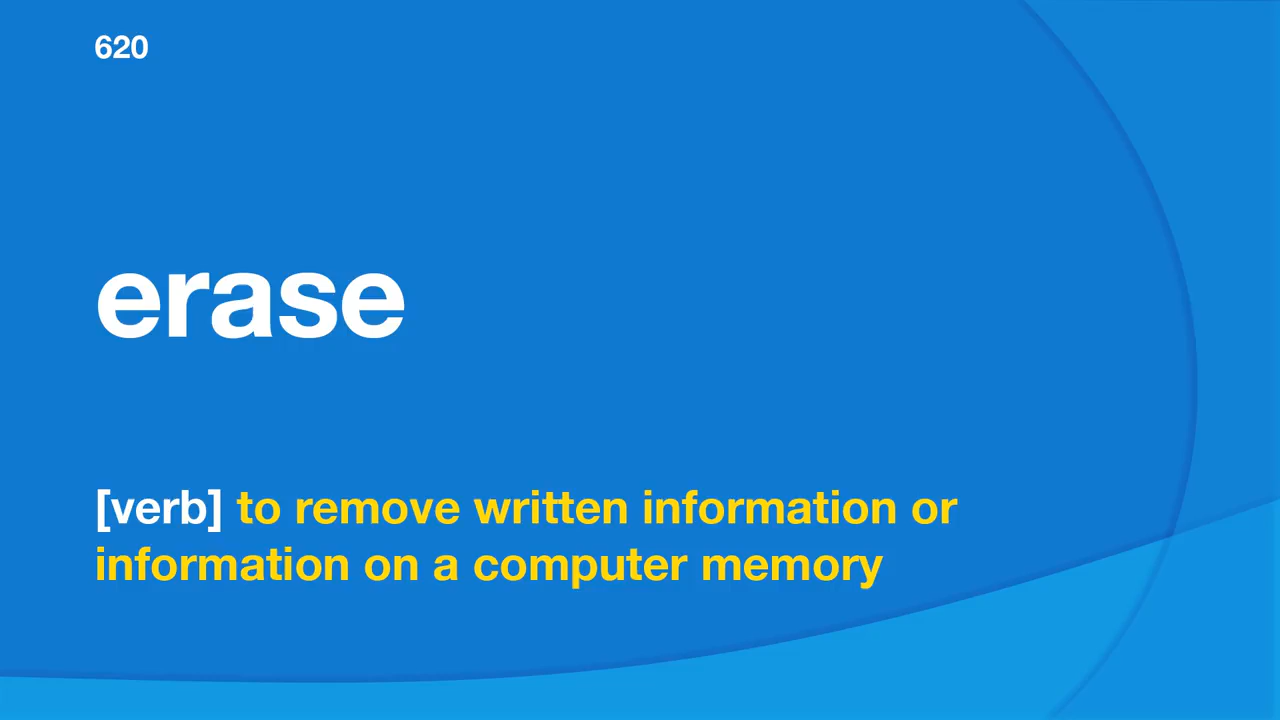 620
erase
[verb] to remove written information or
information on a computer memory